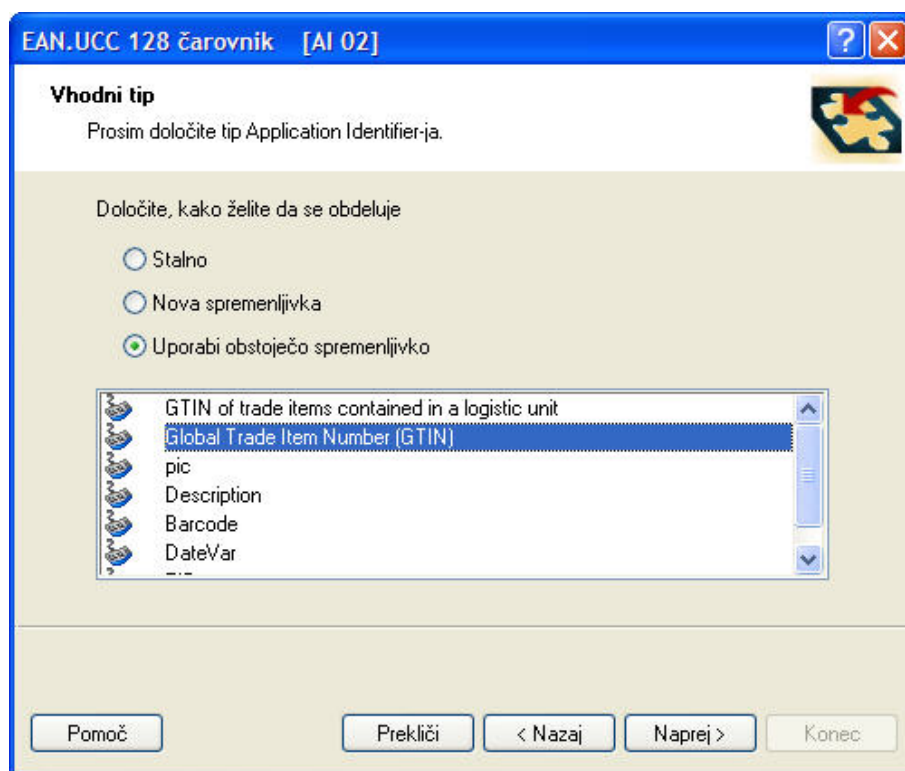 EAN.UCC 128 čarovnik [AI 02]
Vhodni tip
Prosim določite tip Application Identifier-ja.
Določite, kako želite da se obdeluje
Stalno
Nova spremenljivka
Uporabi obstoječo spremenljivko
GTIN of trade items contained in a logistic unit
Global Trade Item Number (GTIN)
pic
Description
Barcode
DateVar
Pomoč Prekliči < Nazaj Naprej > Konec